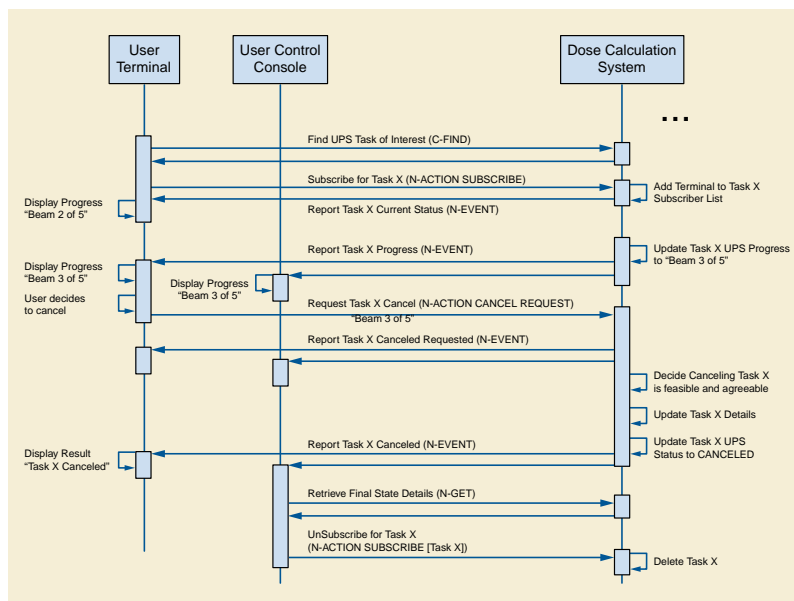 User
Terminal
User Control
Console
Dose Calculation
System
...
Find UPS Task of Interest (C-FIND)
Subscribe for Task X (N-ACTION SUBSCRIBE)
Add Terminal to Task X
Subscriber List
Display Progress
“Beam 2 of 5”
Report Task X Current Status (N-EVENT)
Report Task X Progress (N-EVENT)
Update Task X UPS Progress
to “Beam 3 of 5”
Display Progress
“Beam 3 of 5”
Display Progress
“Beam 3 of 5”
User decides
to cancel
Request Task X Cancel (N-ACTION CANCEL REQUEST)
“Beam 3 of 5”
Report Task X Canceled Requested (N-EVENT)
Decide Canceling Task X
is feasible and agreeable
Update Task X Details
Report Task X Canceled (N-EVENT)
Update Task X UPS
Status to CANCELED
Display Result
“Task X Canceled”
Retrieve Final State Details (N-GET)
UnSubscribe for Task X
(N-ACTION SUBSCRIBE [Task X])
Delete Task X